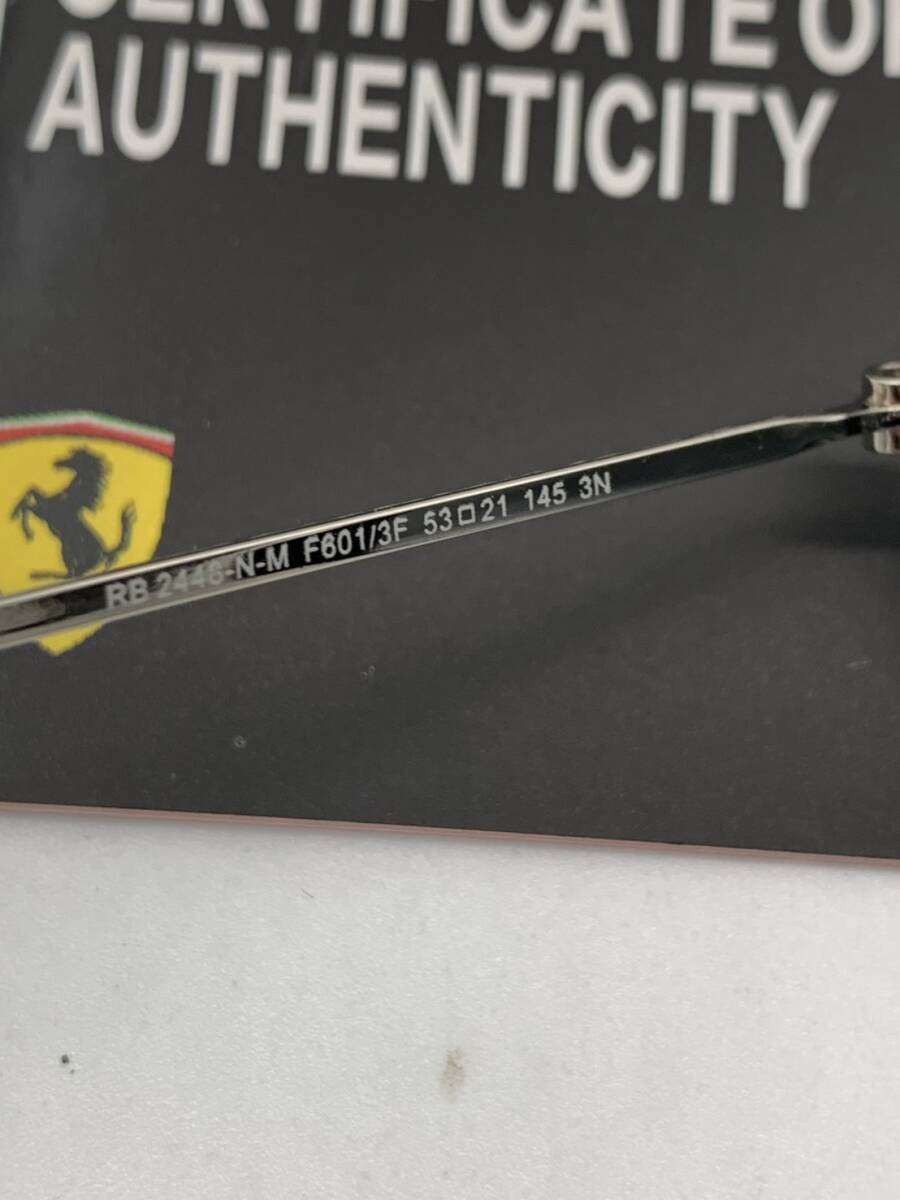 CERTIFICATE OF
AUTHENTICITY
RB 2448-N-M F601/3F 53□21 145 3N